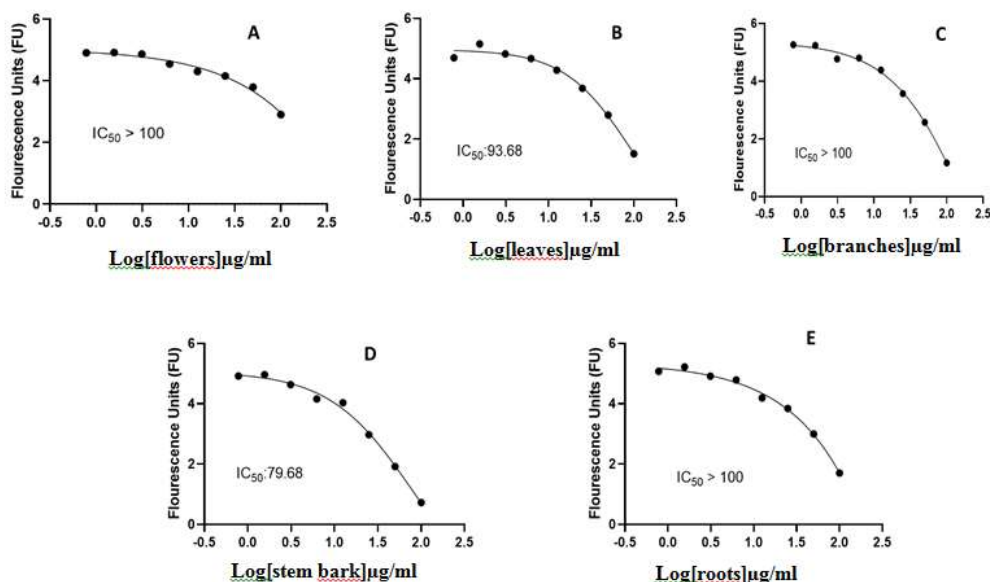 A
Flourescence Units (FU)
6
4
2
0
IC50 > 100
-0.5 0.0 0.5 1.0 1.5 2.0 2.5
Log[flowers]µg/ml
B
Flourescence Units (FU)
6
4
2
0
IC50:93.68
-0.5 0.0 0.5 1.0 1.5 2.0 2.5
Log[leaves]µg/ml
C
Flourescence Units (FU)
6
4
2
0
IC50 > 100
-0.5 0.0 0.5 1.0 1.5 2.0 2.5
Log[branches]µg/ml
D
Flourescence Units (FU)
6
4
2
0
IC50:79.68
-0.5 0.0 0.5 1.0 1.5 2.0 2.5
Log[stem bark]µg/ml
E
Flourescence Units (FU)
6
4
2
0
IC50 > 100
-0.5 0.0 0.5 1.0 1.5 2.0 2.5
Log[roots]µg/ml